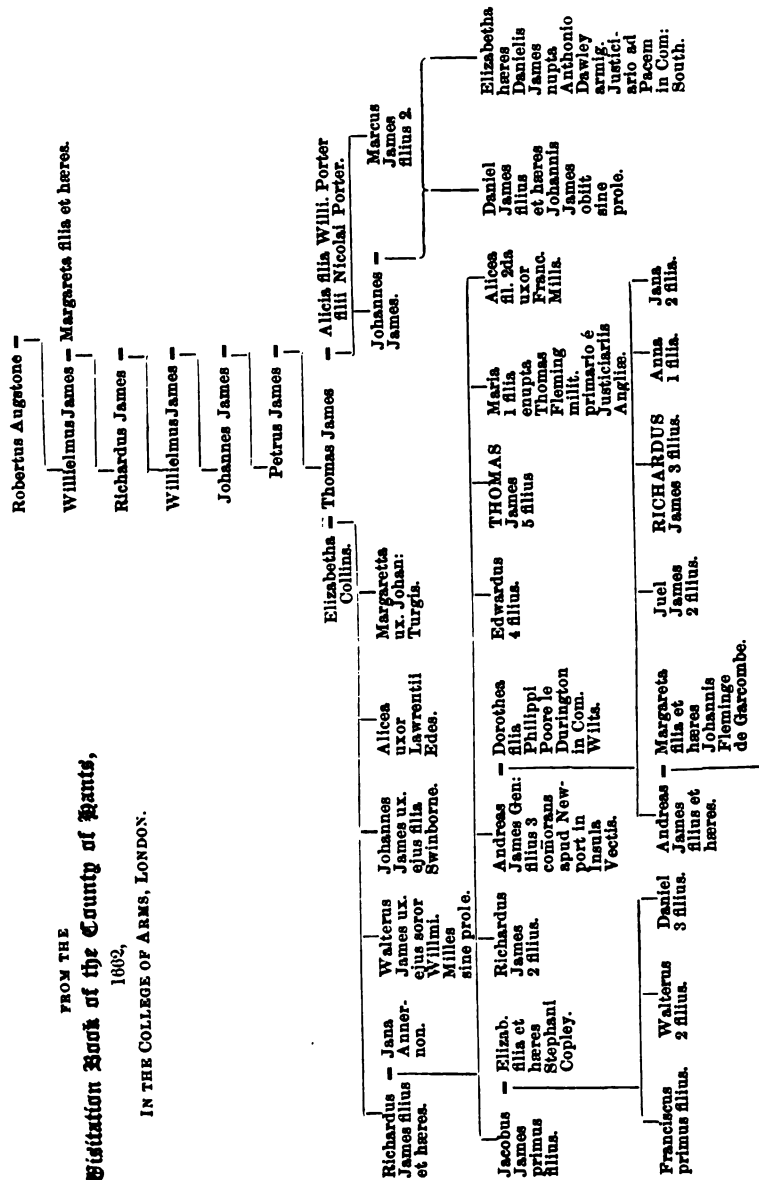 FROM THE
Visitation Book of the County of Hants,
1602,
IN THE COLLEGE OF ARMS, LONDON.
Robertus Augstone =
Willielmus James = Margareta filia et hæres.
Richardus James =
Willielmus James =
Johannes James =
Petrus James =
Elizabetha = Thomas James = Alicia filia Willi. Porter
Collins.
filii Nicolai Porter.
Richardus = Jana
James filius Anner-
et hæres. non.
Walterus
James ux.
ejus soror
Willmi.
Milles
sine prole.
Johannes
James ux.
ejus filia
Swinborne.
Alicea
uxor
Lawrentii
Edes.
Margaretta
ux. Johan:
Turgis.
Johannes =
James.
Marcus
James
filius 2.
Jacobus = Elizab.
James filia et
primus hæres
filius. Stephani
Copley.
Richardus
James
2 filius.
Andreas = Dorothea
James Gen: filia
filius 3 Philippi
comorans Poore le
apud New- Durington
port in in Com.
Insula Wilts.
Vectis.
Edwardus
4 filius.
THOMAS
James
5 filius
Maria
1 filia
enupta
Thomas
Fleming
milit.
primario é
Justiciariis
Angliæ.
Alicea
fil. 2da
uxor
Franc.
Mills.
Daniel
James
filius
et hæres
Johannis
James
obiit
sine
prole.
Elizabetha
hæres
Danielis
James
nupta
Anthonio
Dawley
armig.
Justici-
ario ad
Pacem
in Com:
South.
Franciscus
primus filius.
Walterus
2 filius.
Daniel
3 filius.
Andreas = Margareta
James filia et
filius et hæres
hæres. Johannis
Fleminge
de Garcombe.
Juel
James
2 filius.
RICHARDUS
James 3 filius.
Anna
1 filia.
Jana
2 filia.